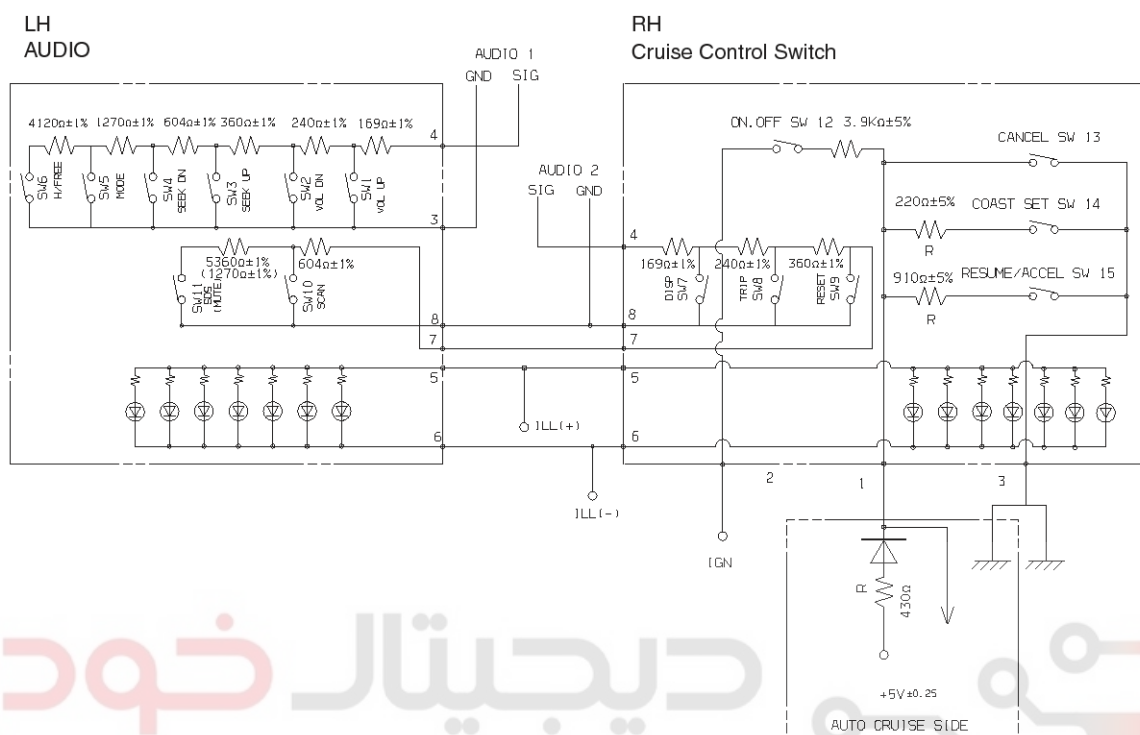 LH
AUDIO
RH
Cruise Control Switch
AUDIO 1
GND SIG
4120Ω±1% 1270Ω±1% 604Ω±1% 360Ω±1% 240Ω±1% 169Ω±1%
4
SW6
H/FREE
SW5
MODE
SW4
SEEK DN
SW3
SEEK UP
SW2
VOL DN
SW1
VOL UP
3
5360Ω±1%
(1270Ω±1%)
604Ω±1%
SW11
SOS
(MUTE)
SW10
SCAN
8
7
5
6
AUDIO 2
SIG GND
ILL(+)
ILL(-)
ON.OFF SW 12 3.9KΩ±5%
CANCEL SW 13
220Ω±5% COAST SET SW 14
R
910Ω±5% RESUME/ACCEL SW 15
R
4
169Ω±1% 240Ω±1% 360Ω±1%
DISP
SW7
TRIP
SW8
RESET
SW9
8
7
5
6
2
1
3
IGN
R
430Ω
+5V±0.25
AUTO CRUISE SIDE
دیجیتال خودرو